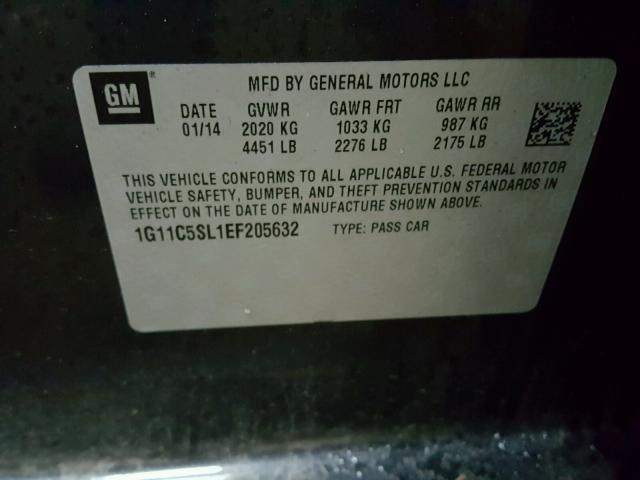 GM ®
MFD BY GENERAL MOTORS LLC
DATE GVWR GAWR FRT GAWR RR
01/14 2020 KG 1033 KG 987 KG
4451 LB 2276 LB 2175 LB
THIS VEHICLE CONFORMS TO ALL APPLICABLE U.S. FEDERAL MOTOR
VEHICLE SAFETY, BUMPER, AND THEFT PREVENTION STANDARDS IN
EFFECT ON THE DATE OF MANUFACTURE SHOWN ABOVE.
1G11C5SL1EF205632 TYPE: PASS CAR